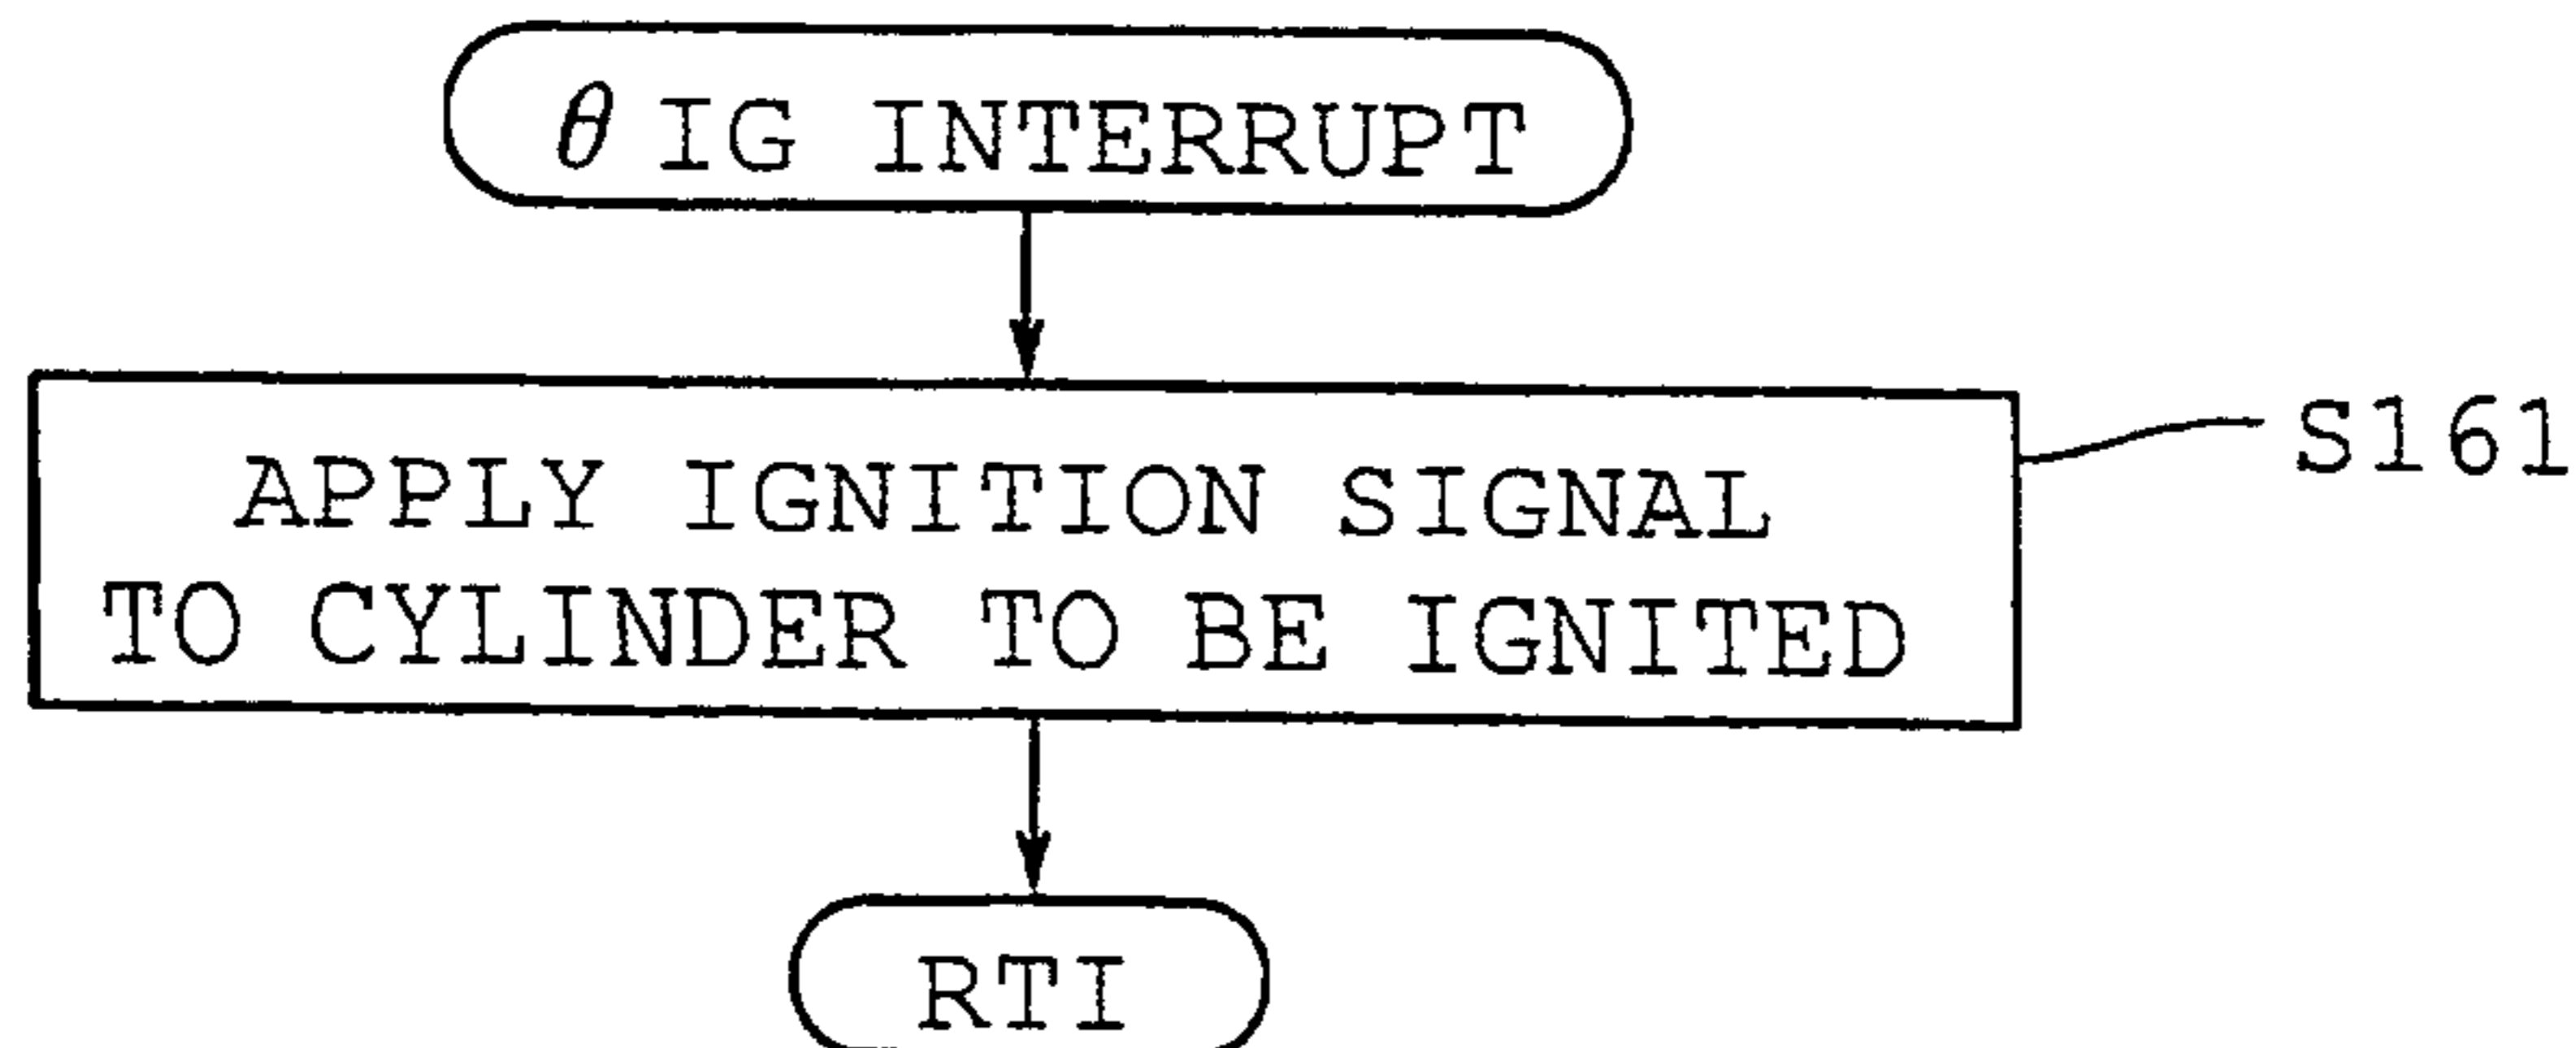 θ IG INTERRUPT
APPLY IGNITION SIGNAL
TO CYLINDER TO BE IGNITED
S161
RTI